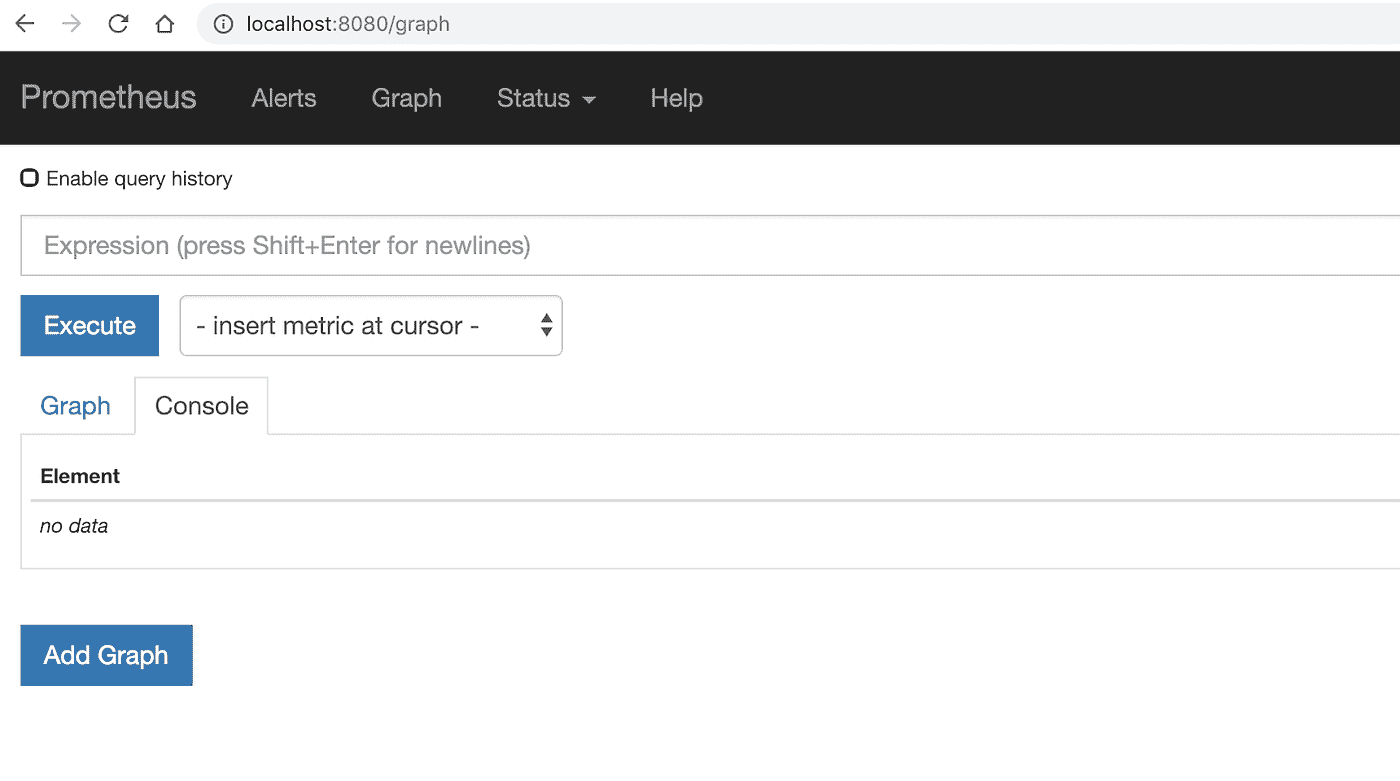 localhost:8080/graph
Prometheus Alerts Graph Status Help
Enable query history
Expression (press Shift+Enter for newlines)
Execute - insert metric at cursor -
Graph Console
Element
no data
Add Graph